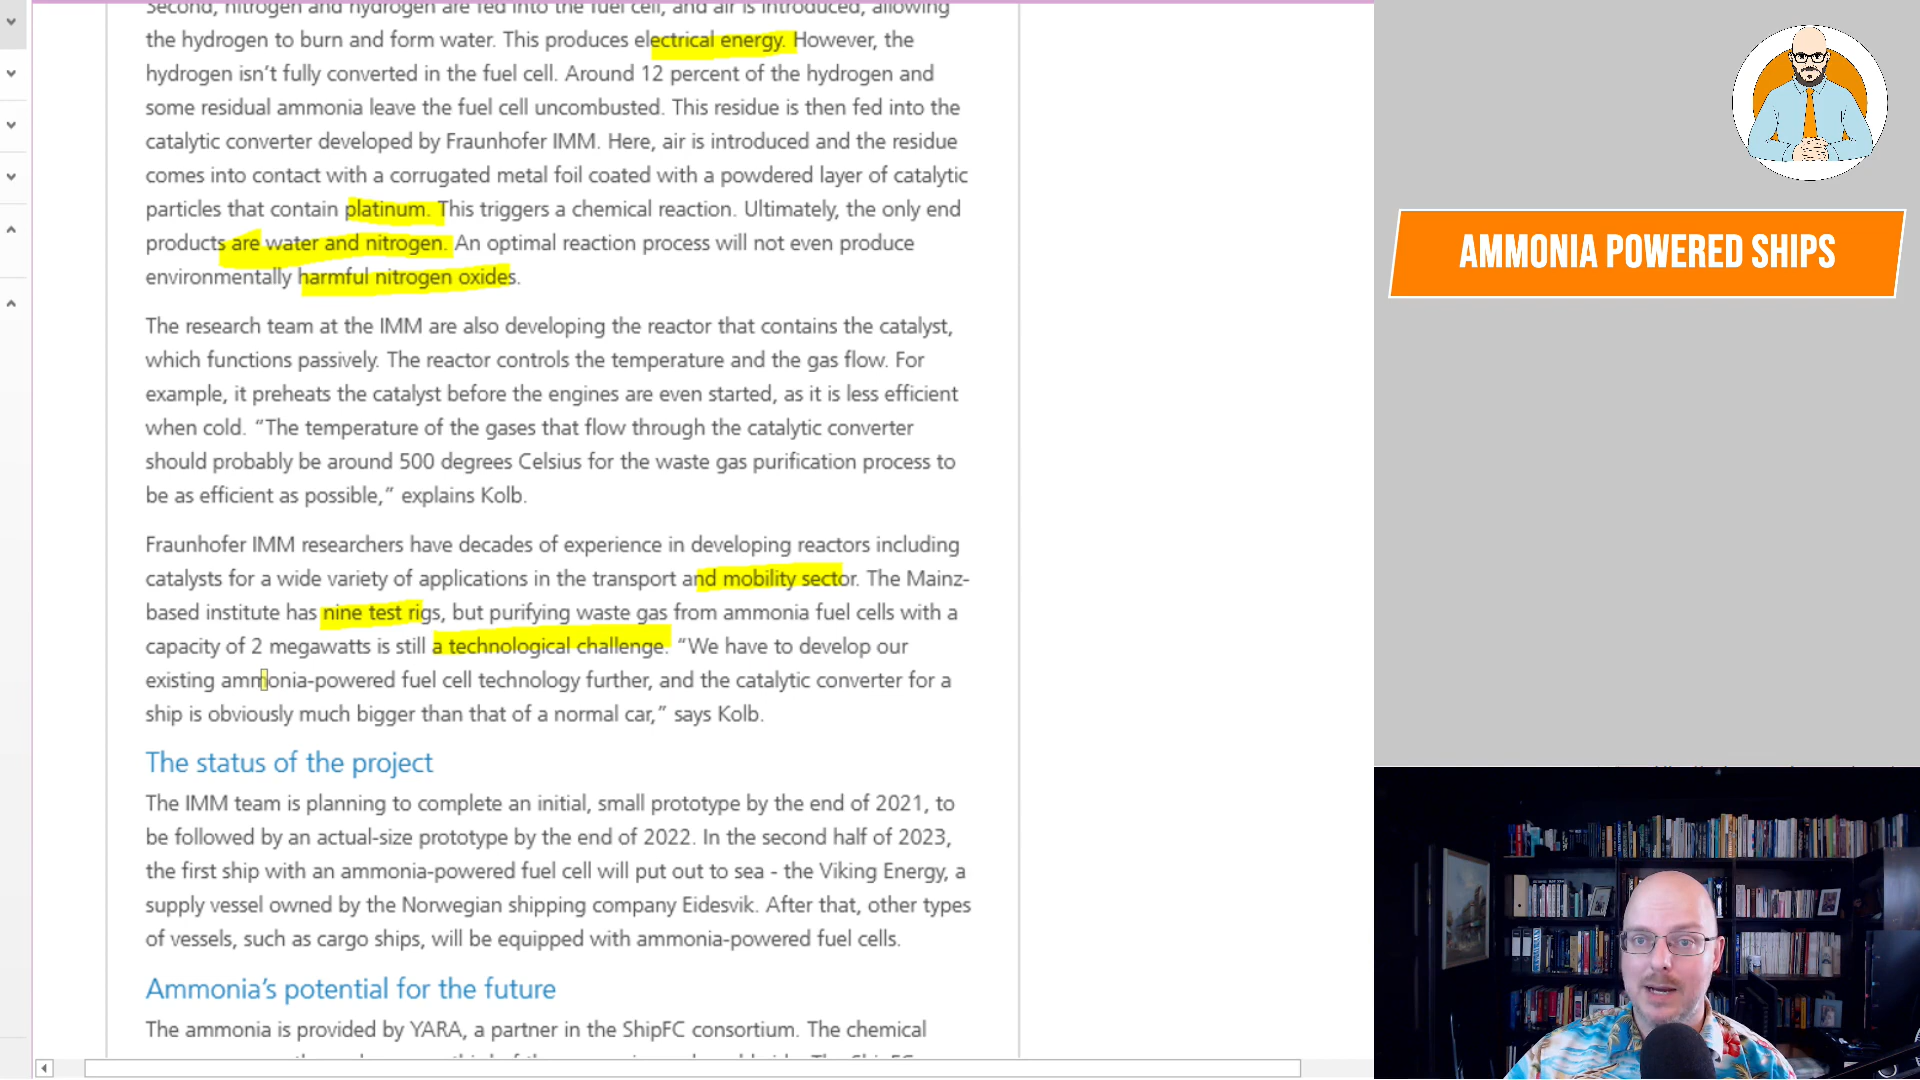 Second, nitrogen and hydrogen are fed into the fuel cell, and air is introduced, allowing
the hydrogen to burn and form water. This produces electrical energy. However, the
hydrogen isn’t fully converted in the fuel cell. Around 12 percent of the hydrogen and
some residual ammonia leave the fuel cell uncombusted. This residue is then fed into the
catalytic converter developed by Fraunhofer IMM. Here, air is introduced and the residue
comes into contact with a corrugated metal foil coated with a powdered layer of catalytic
particles that contain platinum. This triggers a chemical reaction. Ultimately, the only end
products are water and nitrogen. An optimal reaction process will not even produce
environmentally harmful nitrogen oxides.
The research team at the IMM are also developing the reactor that contains the catalyst,
which functions passively. The reactor controls the temperature and the gas flow. For
example, it preheats the catalyst before the engines are even started, as it is less efficient
when cold. “The temperature of the gases that flow through the catalytic converter
should probably be around 500 degrees Celsius for the waste gas purification process to
be as efficient as possible,” explains Kolb.
Fraunhofer IMM researchers have decades of experience in developing reactors including
catalysts for a wide variety of applications in the transport and mobility sector. The Mainz-
based institute has nine test rigs, but purifying waste gas from ammonia fuel cells with a
capacity of 2 megawatts is still a technological challenge. “We have to develop our
existing ammonia-powered fuel cell technology further, and the catalytic converter for a
ship is obviously much bigger than that of a normal car,” says Kolb.
The status of the project
The IMM team is planning to complete an initial, small prototype by the end of 2021, to
be followed by an actual-size prototype by the end of 2022. In the second half of 2023,
the first ship with an ammonia-powered fuel cell will put out to sea - the Viking Energy, a
supply vessel owned by the Norwegian shipping company Eidesvik. After that, other types
of vessels, such as cargo ships, will be equipped with ammonia-powered fuel cells.
Ammonia’s potential for the future
The ammonia is provided by YARA, a partner in the ShipFC consortium. The chemical
AMMONIA POWERED SHIPS